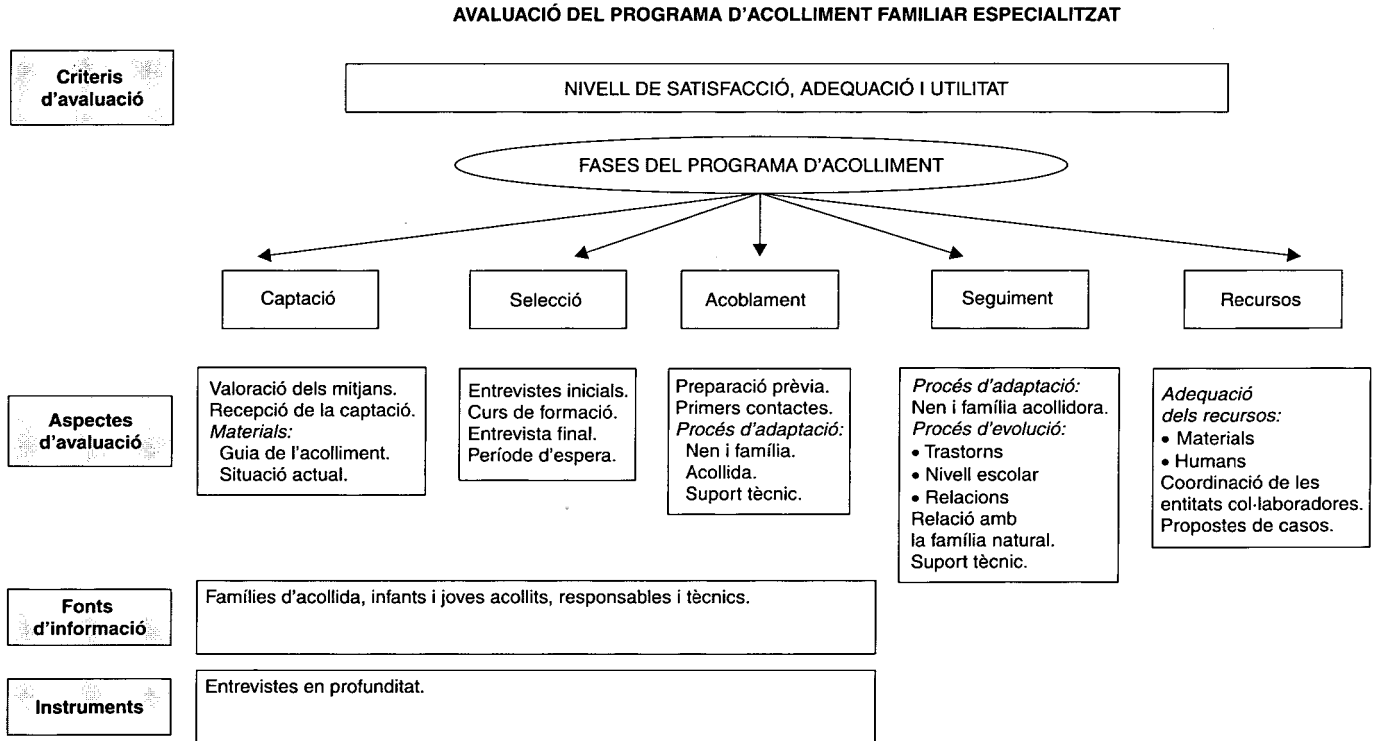 AVALUACIÓ DEL PROGRAMA D'ACOLLIMENT FAMILIAR ESPECIALITZAT
Criteris
d'avaluació
NIVELL DE SATISFACCIÓ, ADEQUACIÓ I UTILITAT
FASES DEL PROGRAMA D'ACOLLIMENT
Captació
Selecció
Acoblament
Seguiment
Recursos
Aspectes
d'avaluació
Valoració dels mitjans.
Recepció de la captació.
Materials:
Guia de l'acolliment.
Situació actual.
Entrevistes inicials.
Curs de formació.
Entrevista final.
Període d'espera.
Preparació prèvia.
Primers contactes.
Procés d'adaptació:
Nen i família.
Acollida.
Suport tècnic.
Procés d'adaptació:
Nen i família acollidora.
Procés d'evolució:
• Trastorns
• Nivell escolar
• Relacions
Relació amb
la família natural.
Suport tècnic.
Adequació
dels recursos:
• Materials
• Humans
Coordinació de les
entitats col·laboradores.
Propostes de casos.
Fonts
d'informació
Famílies d'acollida, infants i joves acollits, responsables i tècnics.
Instruments
Entrevistes en profunditat.